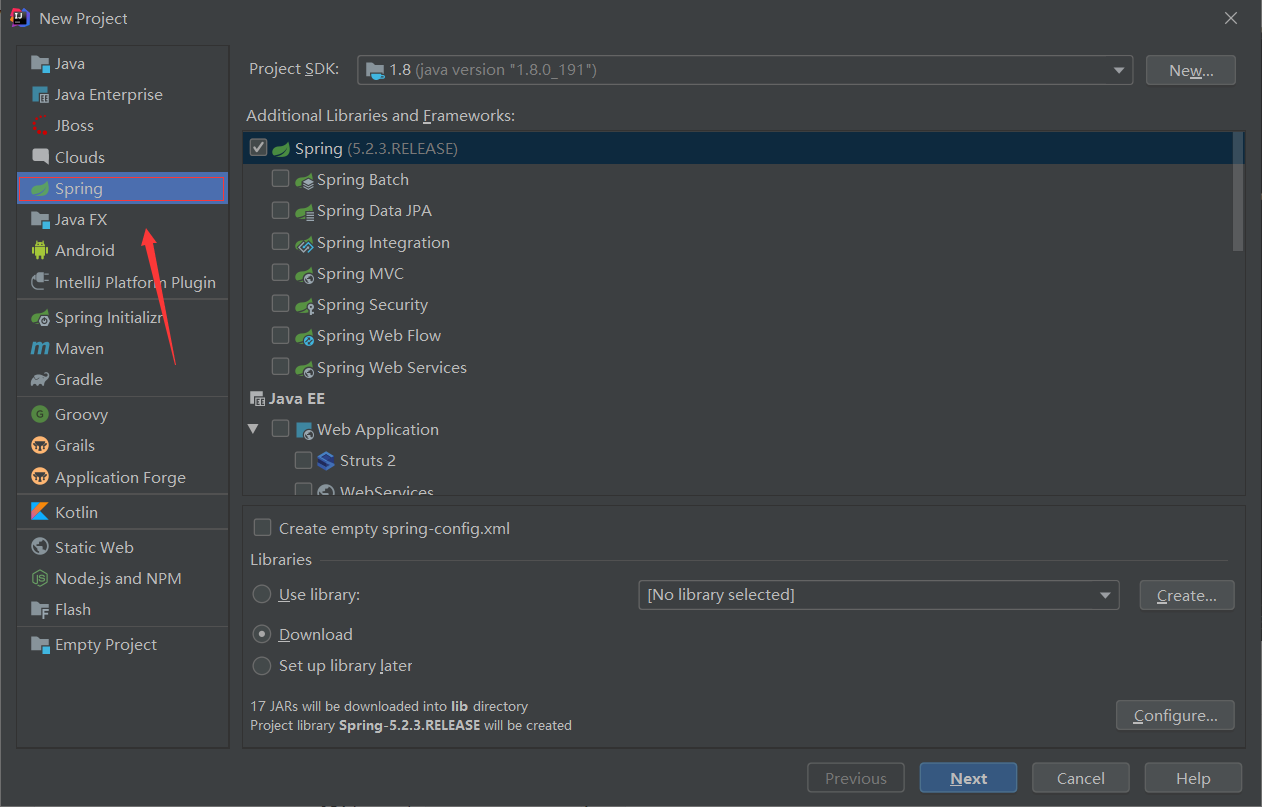 New Project
Java
Java Enterprise
JBoss
Clouds
Spring
Java FX
Android
IntelliJ Platform Plugin
Spring Initializr
Maven
Gradle
Groovy
Grails
Application Forge
Kotlin
Static Web
Node.js and NPM
Flash
Empty Project
Project SDK: 1.8 (java version "1.8.0_191") New...
Additional Libraries and Frameworks:
Spring (5.2.3.RELEASE)
Spring Batch
Spring Data JPA
Spring Integration
Spring MVC
Spring Security
Spring Web Flow
Spring Web Services
Java EE
Web Application
Struts 2
WebServices
Create empty spring-config.xml
Libraries
Use library: [No library selected] Create...
Download
Set up library later
17 JARs will be downloaded into lib directory
Project library Spring-5.2.3.RELEASE will be created
Configure...
Previous Next Cancel Help